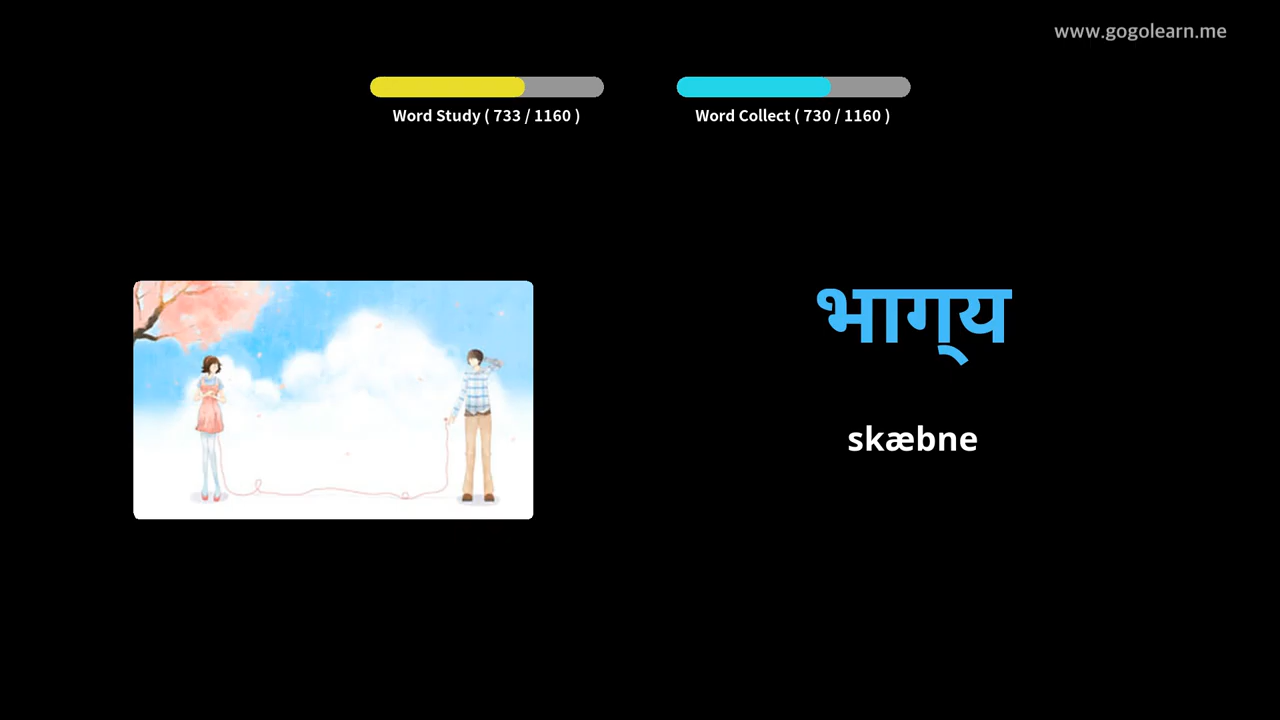 www.gogolearn.me
Word Study ( 733 / 1160 )
Word Collect ( 730 / 1160 )
भाग्‌य
skæbne